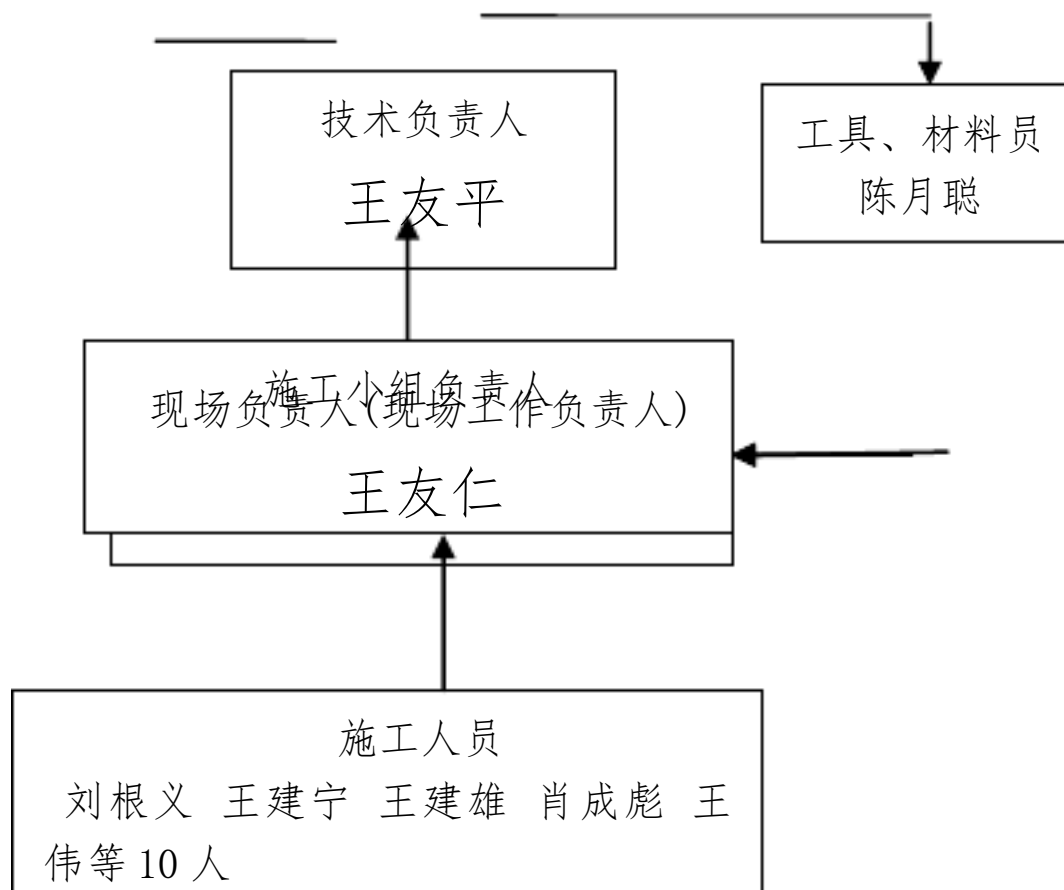 技术负责人
王友平
工具、材料员
陈月聪
施工小组负责人
现场负责人(现场工作负责人)
王友仁
施工人员
刘根义 王建宁 王建雄 肖成彪 王
伟等10人